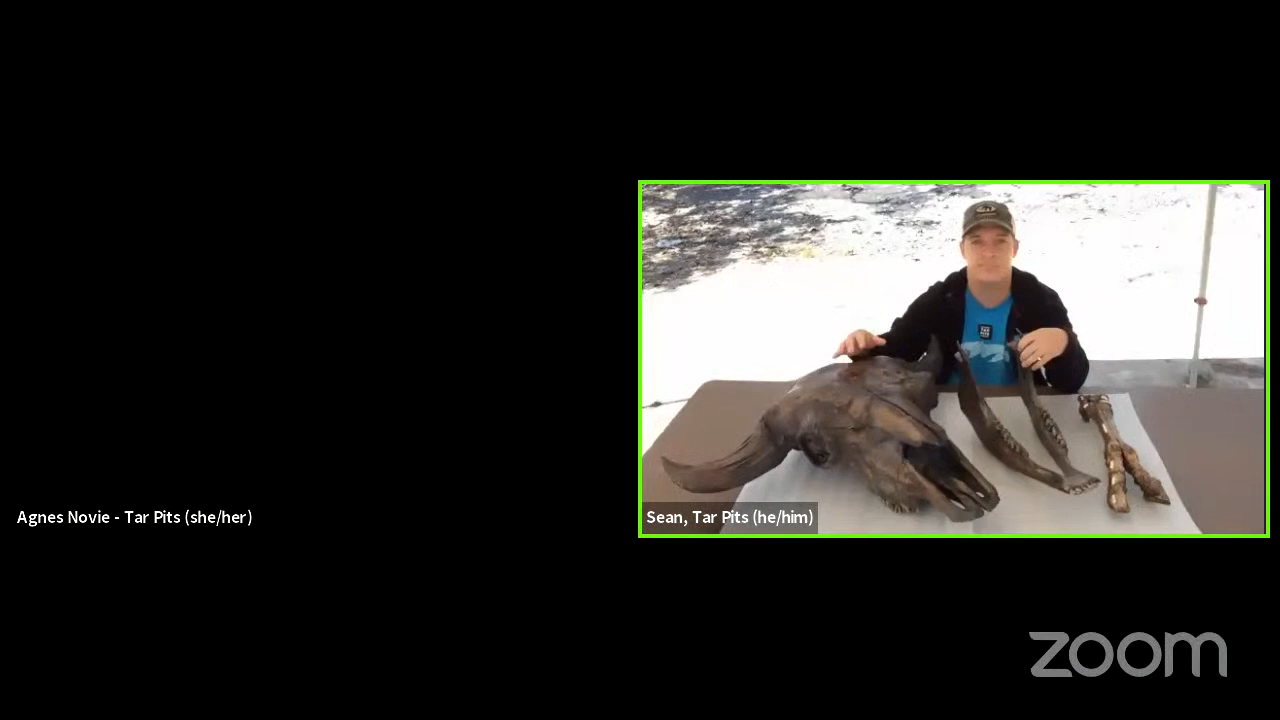 Agnes Novie - Tar Pits (she/her)
Sean, Tar Pits (he/him)
zoom